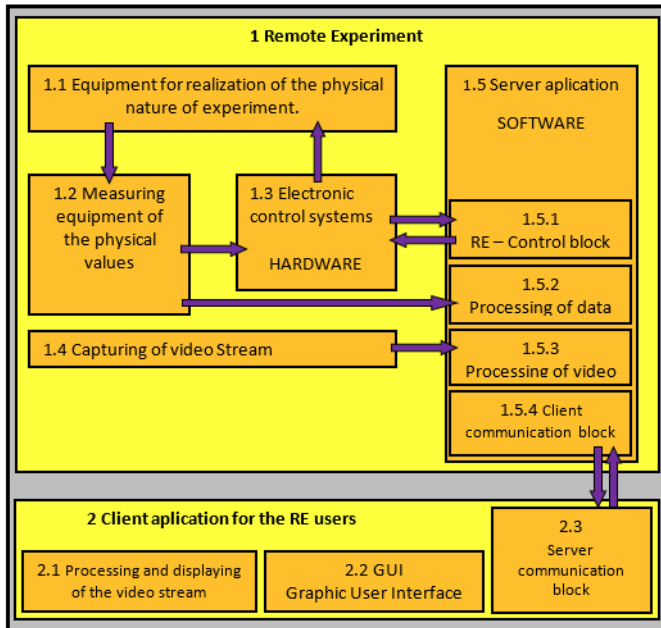 1 Remote Experiment
1.1 Equipment for realization of the physical
nature of experiment.
1.5 Server aplication
SOFTWARE
1.2 Measuring
equipment of
the physical
values
1.3 Electronic
control systems
HARDWARE
1.5.1
RE – Control block
1.5.2
Processing of data
1.4 Capturing of video Stream
1.5.3
Processing of video
1.5.4 Client
communication block
2 Client aplication for the RE users
2.3
Server
communication
block
2.1 Processing and displaying
of the video stream
2.2 GUI
Graphic User Interface